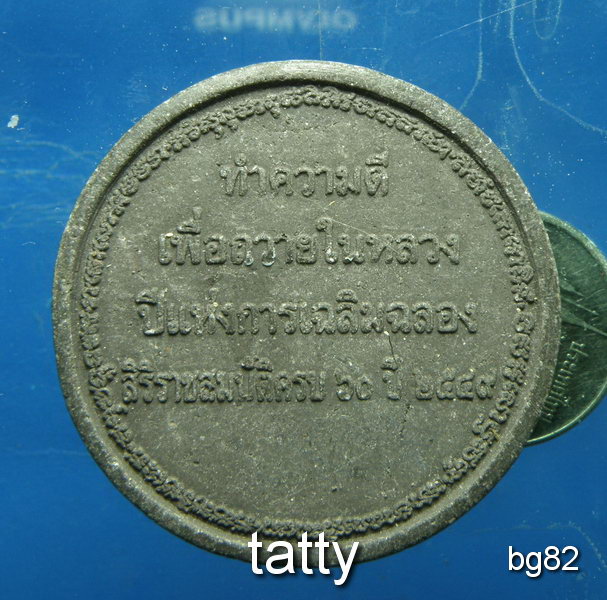 OLYMPUS
ทำความดี
เพื่อถวายในหลวง
ปีแห่งการเฉลิมฉลอง
สิริราชสมบัติครบ ๖๐ ปี ๒๕๔๙
tatty
bg82